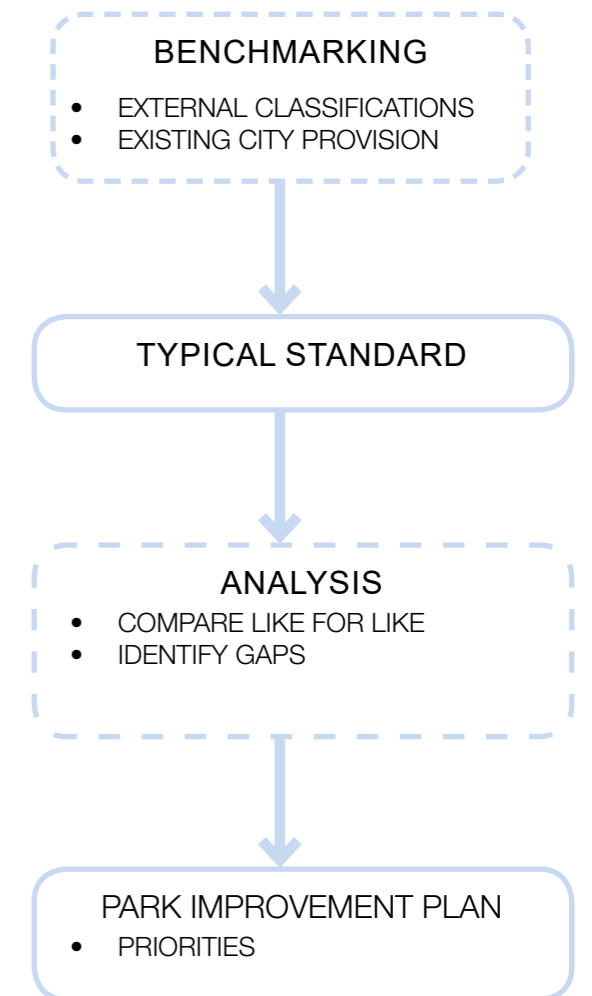 BENCHMARKING
• EXTERNAL CLASSIFICATIONS
• EXISTING CITY PROVISION
TYPICAL STANDARD
ANALYSIS
• COMPARE LIKE FOR LIKE
• IDENTIFY GAPS
PARK IMPROVEMENT PLAN
• PRIORITIES